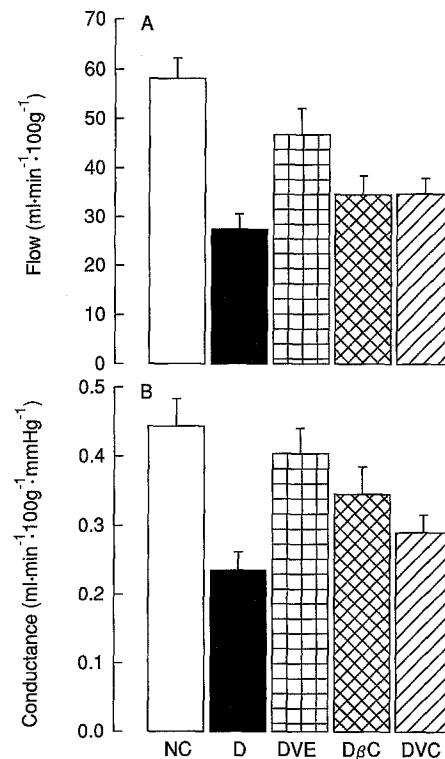 A
Flow (ml·min⁻¹·100g⁻¹)
70
60
50
40
30
20
10
0
B
Conductance (ml·min⁻¹·100g⁻¹·mmHg⁻¹)
0.5
0.4
0.3
0.2
0.1
0.0
NC D DVE DβC DVC